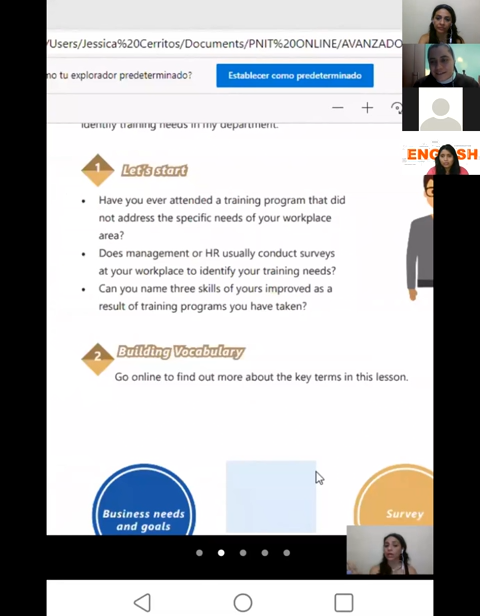 /Users/Jessica%20Cerritos/Documents/PNIT%20ONLINE/AVANZADO
mo tu explorador predeterminado?
Establecer como predeterminado
identify training needs in my department.
1 Let's start
• Have you ever attended a training program that did
not address the specific needs of your workplace
area?
• Does management or HR usually conduct surveys
at your workplace to identify your training needs?
• Can you name three skills of yours improved as a
result of training programs you have taken?
2 Building Vocabulary
Go online to find out more about the key terms in this lesson.
Business needs
and goals
Survey